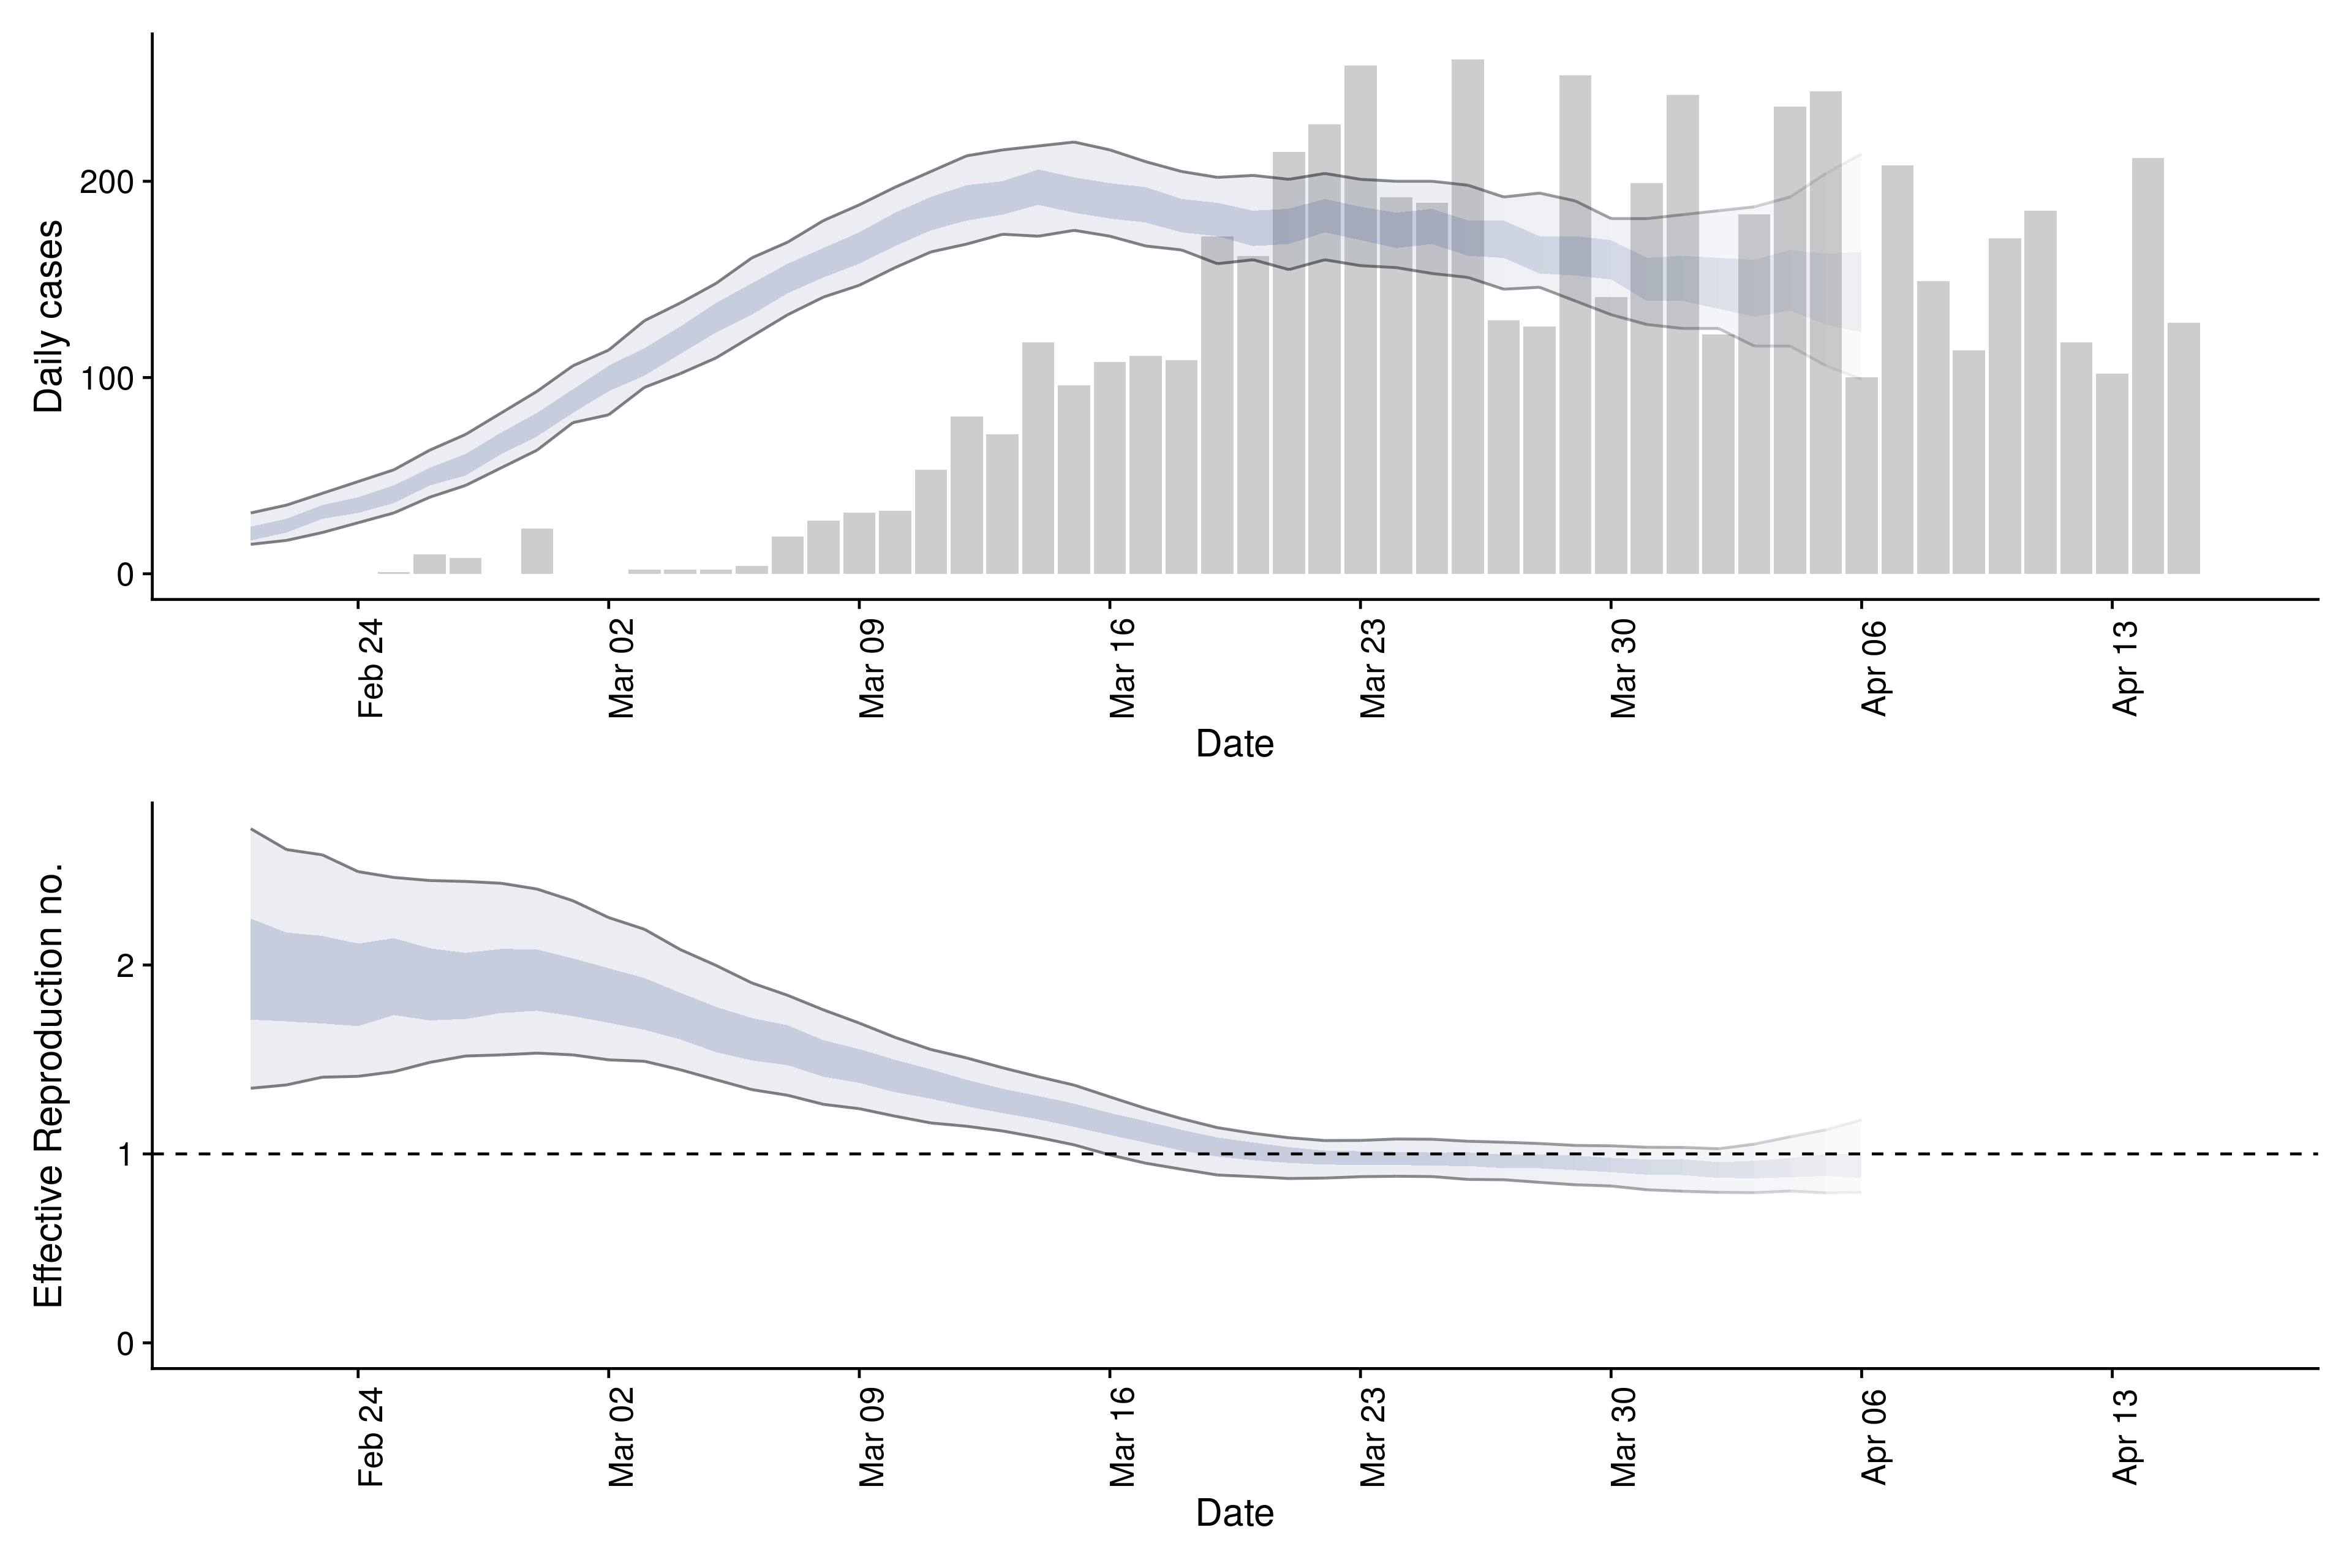 Daily cases
200
100
0
Feb 24
Mar 02
Mar 09
Mar 16
Mar 23
Mar 30
Apr 06
Apr 13
Date
Effective Reproduction no.
2
1
0
Feb 24
Mar 02
Mar 09
Mar 16
Mar 23
Mar 30
Apr 06
Apr 13
Date